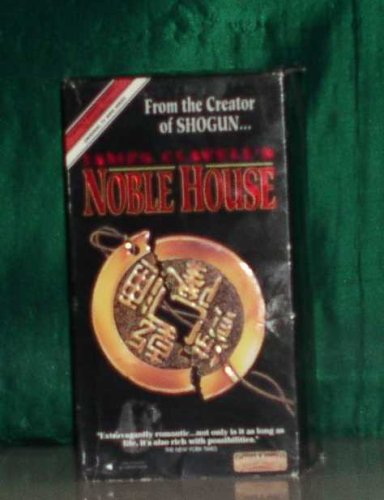 From the Creator
of SHOGUN...
JAMES CLAVELL'S
NOBLE HOUSE
"Extravagantly romantic...not only is it as long as
life, it's also rich with possibilities."
THE NEW YORK TIMES